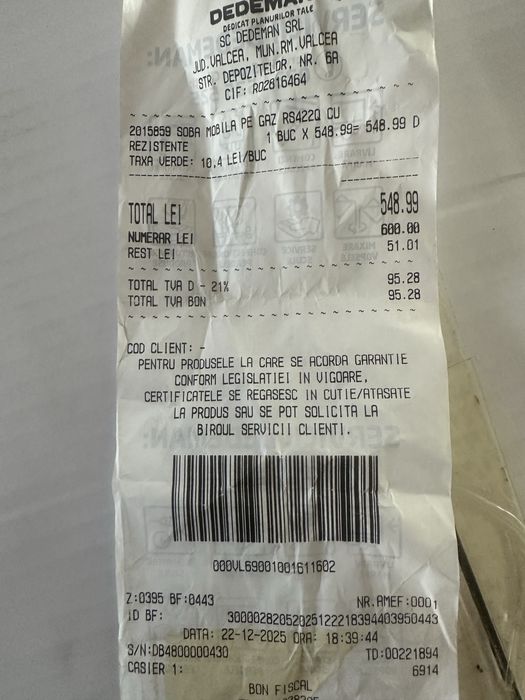 DEDEMAN
DEDICAT PLANURILOR TALE
SC DEDEMAN SRL
JUD.VALCEA, MUN.RM.VALCEA
STR. DEPOZITELOR, NR. 6A
CIF: RO2816464
2015859 SOBA MOBILA PE GAZ RS422Q CU
REZISTENTE 1 BUC X 548.99= 548.99 D
TAXA VERDE: 10,4 LEI/BUC
TOTAL LEI 548.99
NUMERAR LEI 600.00
REST LEI 51.01
TOTAL TVA D - 21% 95.28
TOTAL TVA BON 95.28
COD CLIENT: -
PENTRU PRODUSELE LA CARE SE ACORDA GARANTIE
CONFORM LEGISLATIEI IN VIGOARE,
CERTIFICATELE SE REGASESC IN CUTIE/ATASATE
LA PRODUS SAU SE POT SOLICITA LA
BIROUL SERVICII CLIENTI.
000VL69001001611602
Z:0395 BF:0443 NR.AMEF:0001
ID BF: 30000282052025122218394403950443
DATA: 22-12-2025 ORA: 18:39:44
S/N:DB4800000430 TD:00221894
CASIER 1: 6914
BON FISCAL